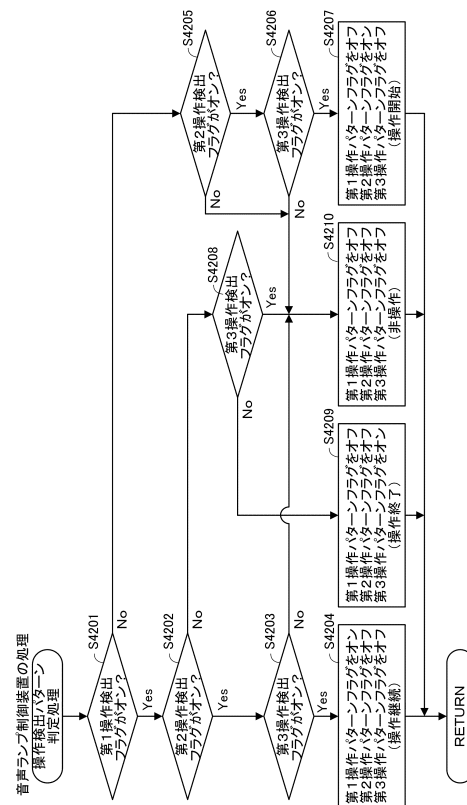 音声ランプ制御装置の処理
操作検出パターン
判定処理
S4201
第1操作検出
フラグがオン？
No
Yes
S4202
第2操作検出
フラグがオン？
No
Yes
S4203
第3操作検出
フラグがオン？
No
Yes
S4204
第1操作パターンフラグをオン
第2操作パターンフラグをオフ
第3操作パターンフラグをオフ
(操作継続)
S4205
第2操作検出
フラグがオン？
No
Yes
S4206
第3操作検出
フラグがオン？
No
Yes
S4207
第1操作パターンフラグをオフ
第2操作パターンフラグをオン
第3操作パターンフラグをオフ
(操作開始)
S4208
第3操作検出
フラグがオン？
No
Yes
S4209
第1操作パターンフラグをオフ
第2操作パターンフラグをオフ
第3操作パターンフラグをオン
(操作終了)
S4210
第1操作パターンフラグをオフ
第2操作パターンフラグをオフ
第3操作パターンフラグをオフ
(非操作)
RETURN